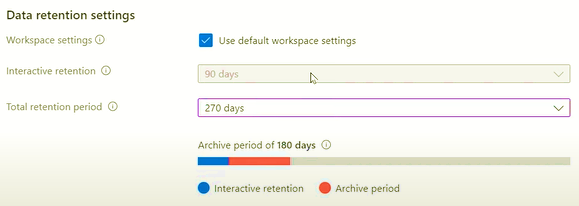 Data retention settings
Workspace settings Use default workspace settings
Interactive retention 90 days
Total retention period 270 days
Archive period of 180 days
Interactive retention Archive period